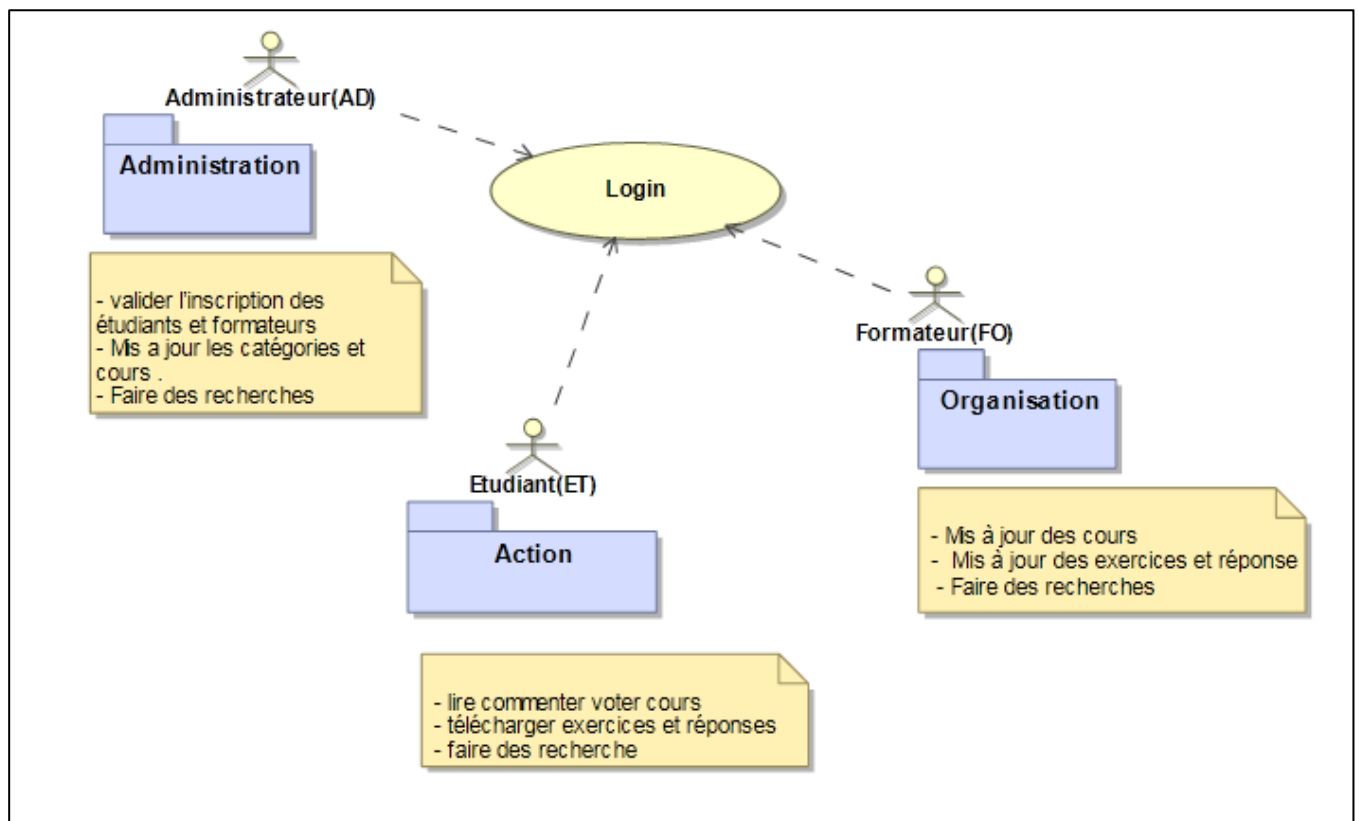 Administrateur(AD)
Administration
Login
- valider l'inscription des
étudiants et formateurs
- Mis a jour les catégories et
cours .
- Faire des recherches
Formateur(FO)
Organisation
- Mis à jour des cours
- Mis à jour des exercices et réponse
- Faire des recherches
Etudiant(ET)
Action
- lire commenter voter cours
- télécharger exercices et réponses
- faire des recherche